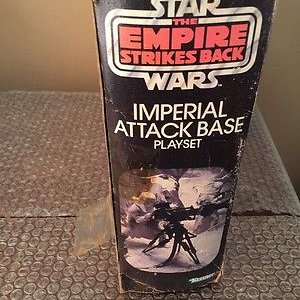 STAR
THE
EMPIRE
STRIKES BACK
WARS
IMPERIAL
ATTACK BASE
PLAYSET
Kenner